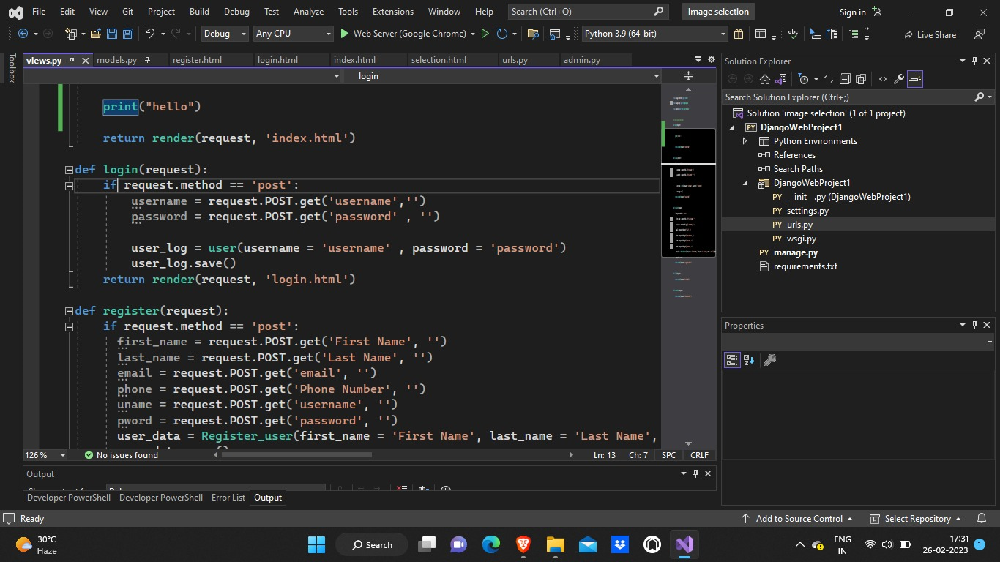 File Edit View Git Project Build Debug Test Analyze Tools Extensions Window Help Search (Ctrl+Q) image selection Sign in
Debug Any CPU Web Server (Google Chrome) Python 3.9 (64-bit) Live Share
Toolbox
views.py models.py register.html login.html index.html selection.html urls.py admin.py
login
print("hello")
return render(request, 'index.html')
def login(request):
if request.method == 'post':
username = request.POST.get('username','')
password = request.POST.get('password' , '')
user_log = user(username = 'username' , password = 'password')
user_log.save()
return render(request, 'login.html')
def register(request):
if request.method == 'post':
first_name = request.POST.get('First Name', '')
last_name = request.POST.get('Last Name', '')
email = request.POST.get('email', '')
phone = request.POST.get('Phone Number', '')
uname = request.POST.get('username', '')
pword = request.POST.get('password', '')
user_data = Register_user(first_name = 'First Name', last_name = 'Last Name',
126 % No issues found Ln: 13 Ch: 7 SPC CRLF
Output
Developer PowerShell Developer PowerShell Error List Output
Solution Explorer
Search Solution Explorer (Ctrl+;)
Solution 'image selection' (1 of 1 project)
PY DjangoWebProject1
Python Environments
References
Search Paths
DjangoWebProject1
PY __init__.py (DjangoWebProject1)
PY settings.py
PY urls.py
PY wsgi.py
PY manage.py
requirements.txt
Properties
Ready Add to Source Control Select Repository
30°C
Haze
Search
ENG
IN
17:31
26-02-2023
1